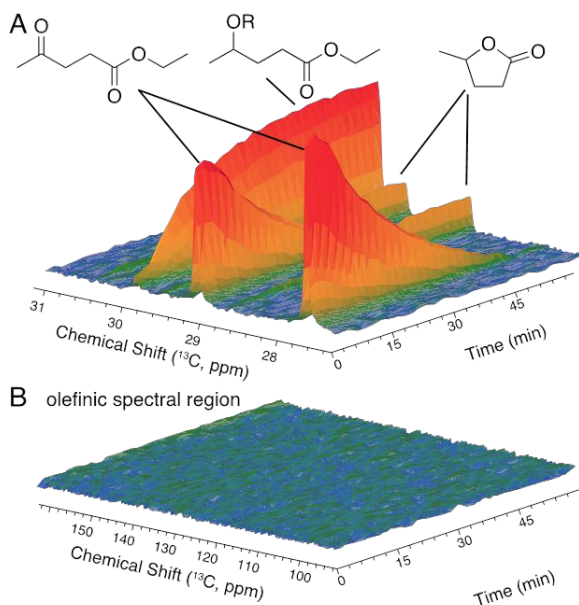 A
O
OR
O
O
O
O
O
O
31
30
29
28
Chemical Shift (¹³C, ppm)
0
15
30
45
Time (min)
B olefinic spectral region
150
140
130
120
110
100
Chemical Shift (¹³C, ppm)
0
15
30
45
Time (min)